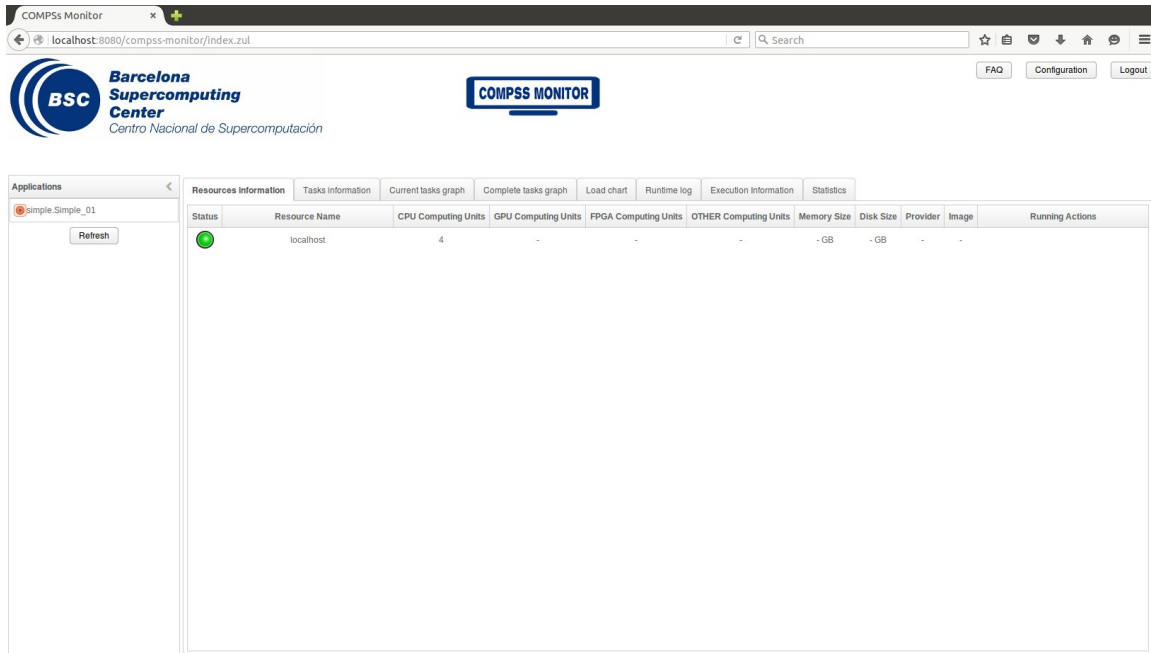 COMPSs Monitor
localhost:8080/compss-monitor/index.zul
Search
BSC
Barcelona
Supercomputing
Center
Centro Nacional de Supercomputación
COMPSS MONITOR
FAQ Configuration Logout
Applications
simple.Simple_01
Refresh
Resources information Tasks information Current tasks graph Complete tasks graph Load chart Runtime log Execution Information Statistics
Status Resource Name CPU Computing Units GPU Computing Units FPGA Computing Units OTHER Computing Units Memory Size Disk Size Provider Image Running Actions
localhost 4 - - - - GB - GB - -